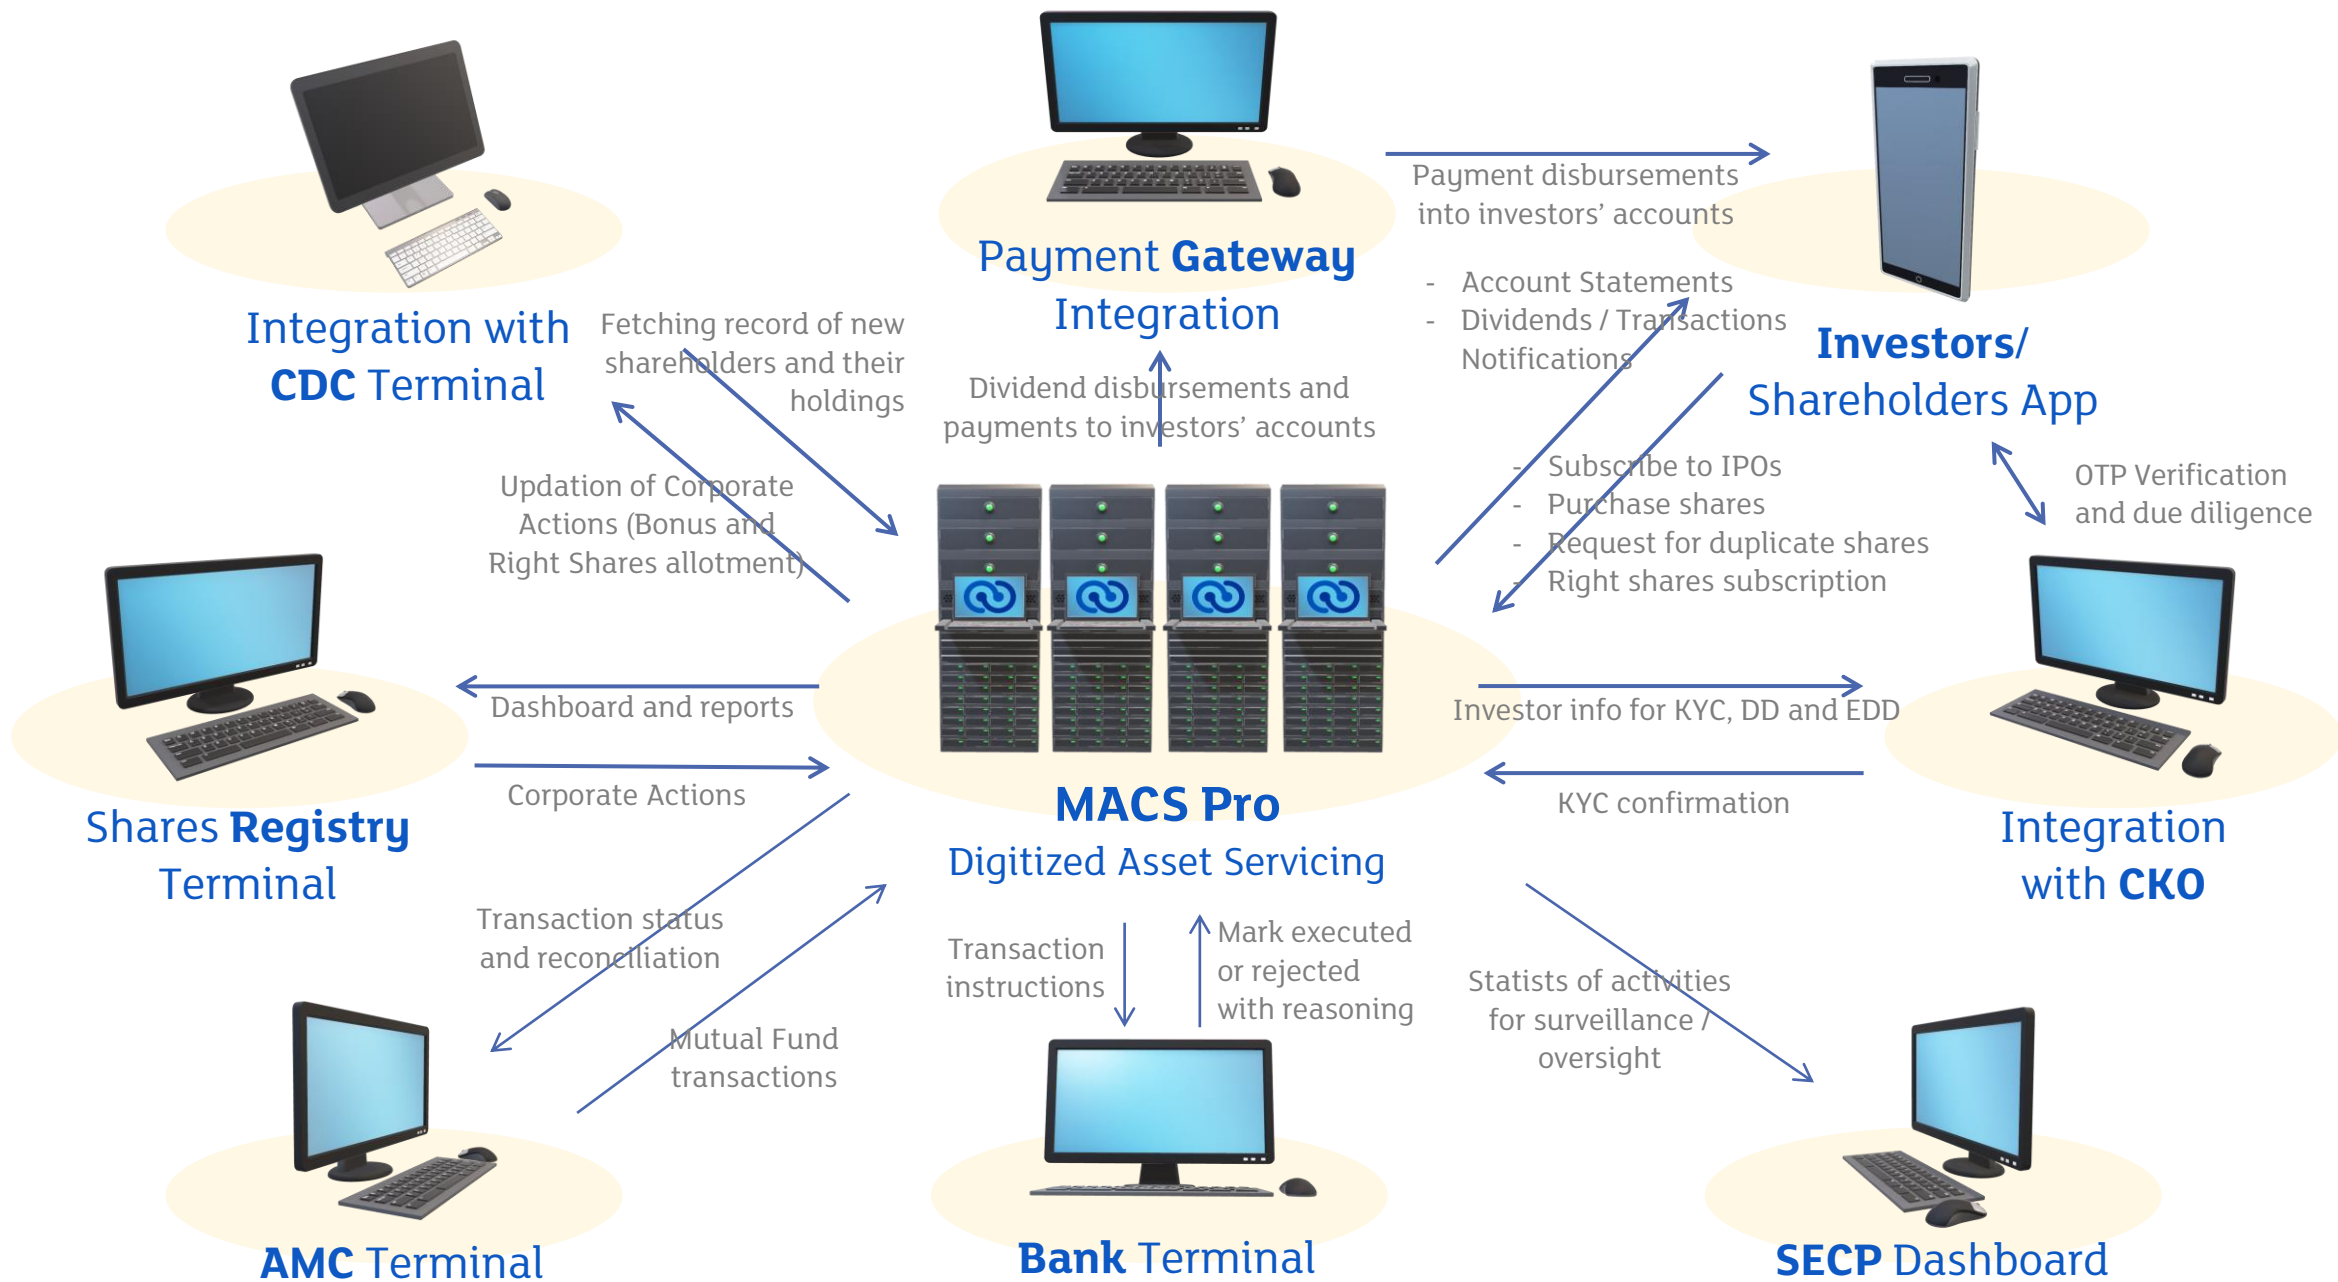 Payment disbursements
into investors’ accounts
Payment Gateway
Integration
- Account Statements
- Dividends / Transactions
Notifications
Integration with
CDC Terminal
Fetching record of new
shareholders and their
holdings
Investors/
Shareholders App
Dividend disbursements and
payments to investors’ accounts
Updation of Corporate
Actions (Bonus and
Right Shares allotment)
- Subscribe to IPOs
- Purchase shares
- Request for duplicate shares
- Right shares subscription
OTP Verification
and due diligence
Dashboard and reports
Investor info for KYC, DD and EDD
Corporate Actions
KYC confirmation
Shares Registry
Terminal
MACS Pro
Digitized Asset Servicing
Integration
with CKO
Transaction status
and reconciliation
Transaction
instructions
Mark executed
or rejected
with reasoning
Statists of activities
for surveillance /
oversight
Mutual Fund
transactions
AMC Terminal
Bank Terminal
SECP Dashboard